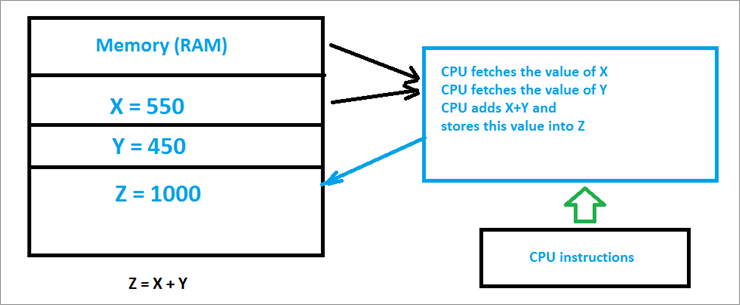 Memory (RAM)
X = 550
Y = 450
Z = 1000
Z = X + Y
CPU fetches the value of X
CPU fetches the value of Y
CPU adds X+Y and
stores this value into Z
CPU instructions